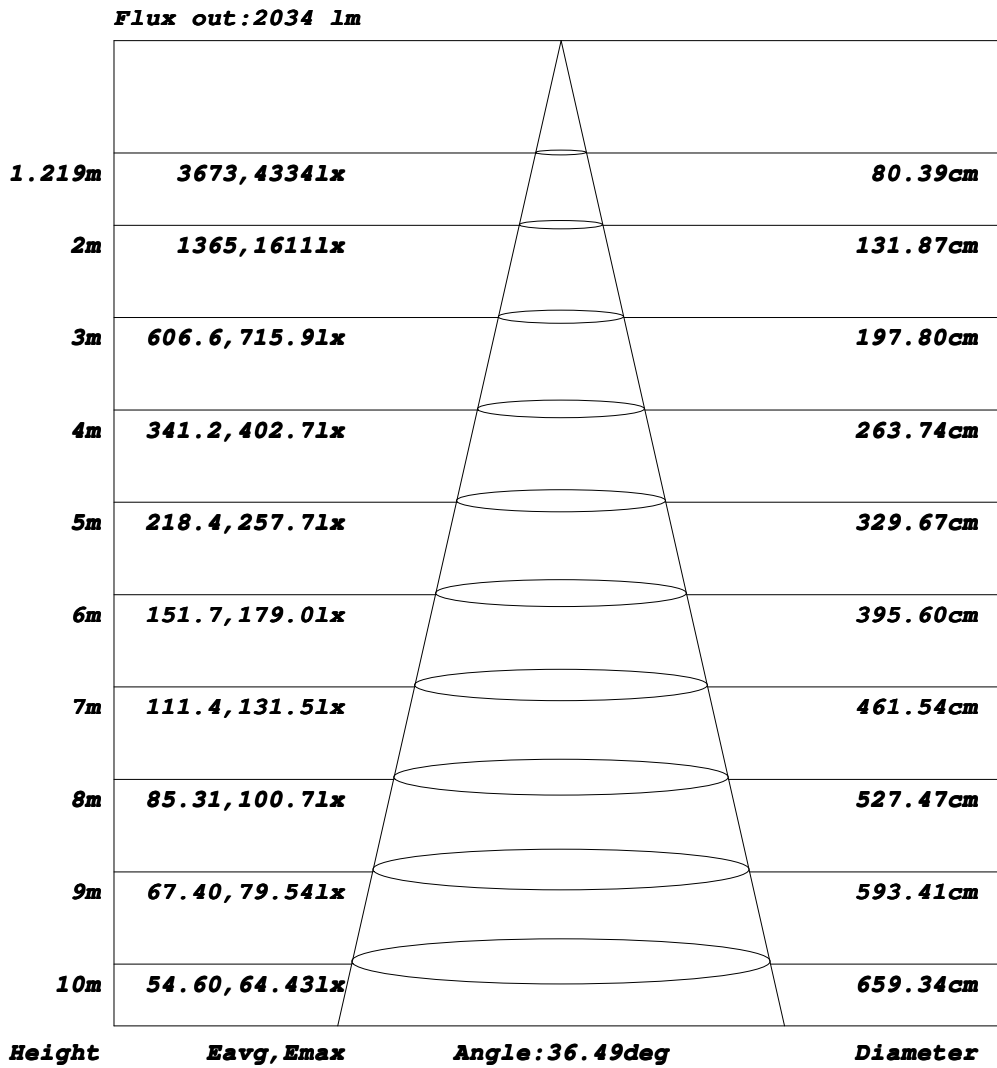 Flux out:2034 lm
1.219m 3673,4334lx 80.39cm
2m 1365,1611lx 131.87cm
3m 606.6,715.9lx 197.80cm
4m 341.2,402.7lx 263.74cm
5m 218.4,257.7lx 329.67cm
6m 151.7,179.0lx 395.60cm
7m 111.4,131.5lx 461.54cm
8m 85.31,100.7lx 527.47cm
9m 67.40,79.54lx 593.41cm
10m 54.60,64.43lx 659.34cm
Height Eavg,Emax Angle:36.49deg Diameter